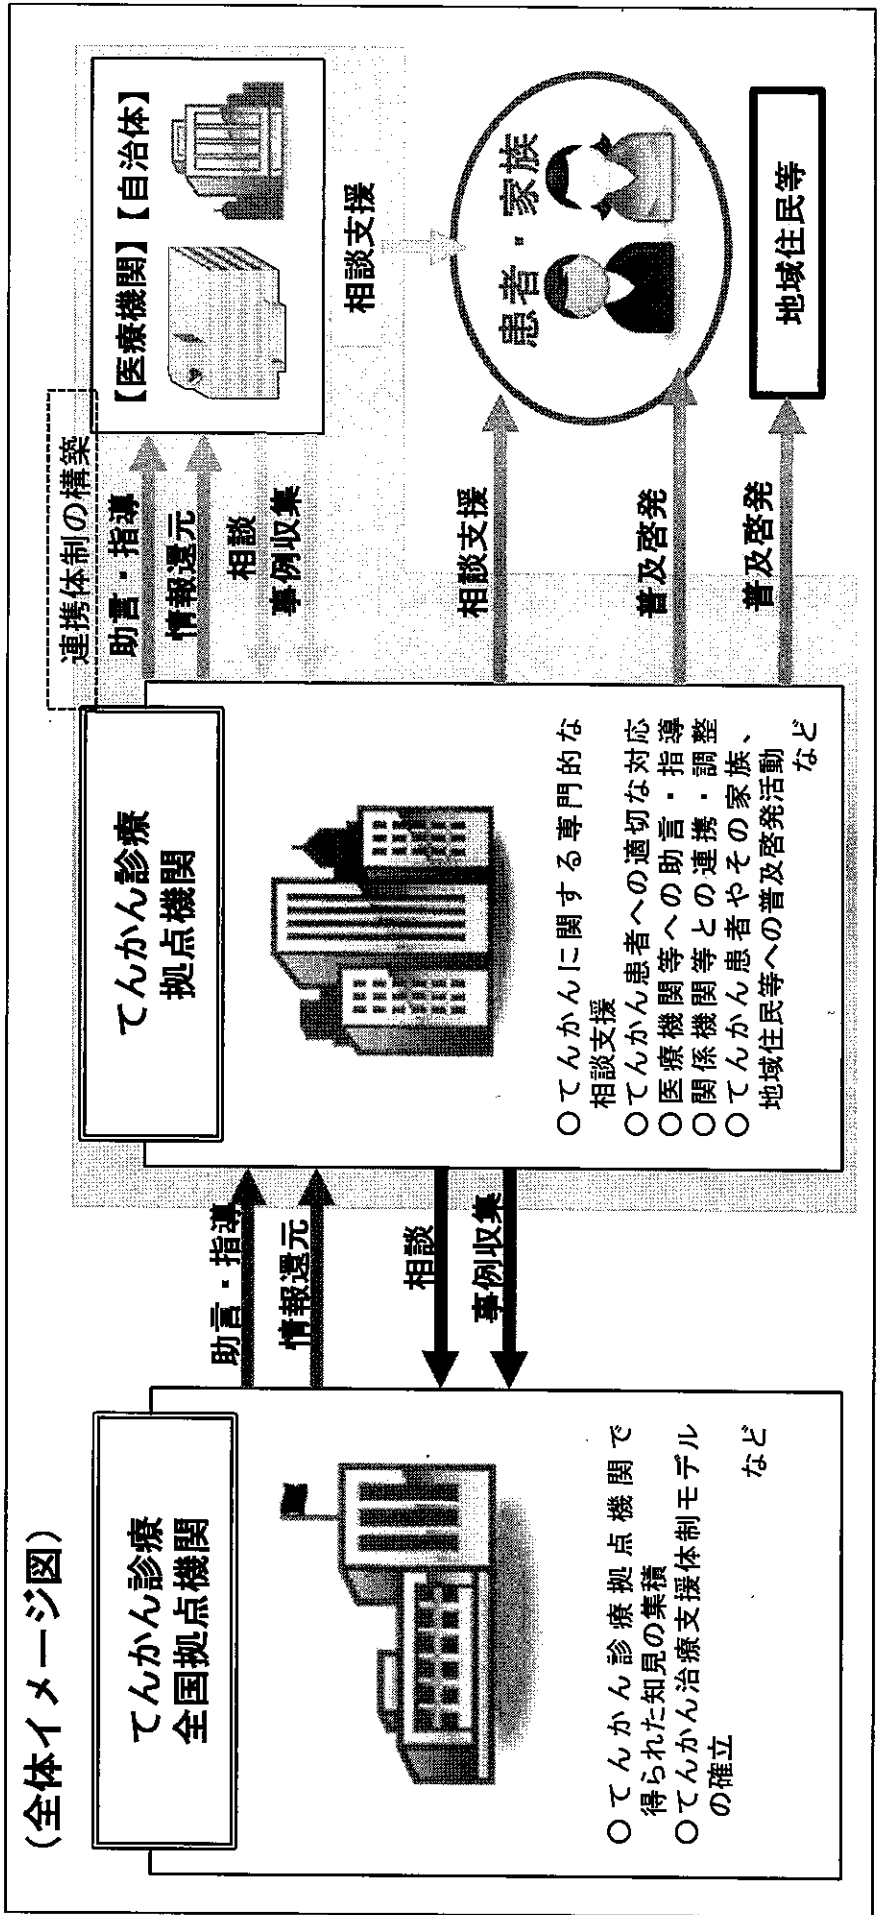 (全体イメージ図)
てんかん診療
全国拠点機関
○てんかん診療拠点機関で
得られた知見の集積
○てんかん治療支援体制モデル
の確立
など
助言・指導
情報還元
相談
事例収集
てんかん診療
拠点機関
○てんかんに関する専門的な
相談支援
○てんかん患者への適切な対応
○医療機関等への助言・指導
○関係機関等との連携・調整
○てんかん患者やその家族、
地域住民等への普及啓発活動
など
連携体制の構築
助言・指導
情報還元
相談
事例収集
相談支援
普及啓発
普及啓発
【医療機関】【自治体】
相談支援
患者・家族
地域住民等